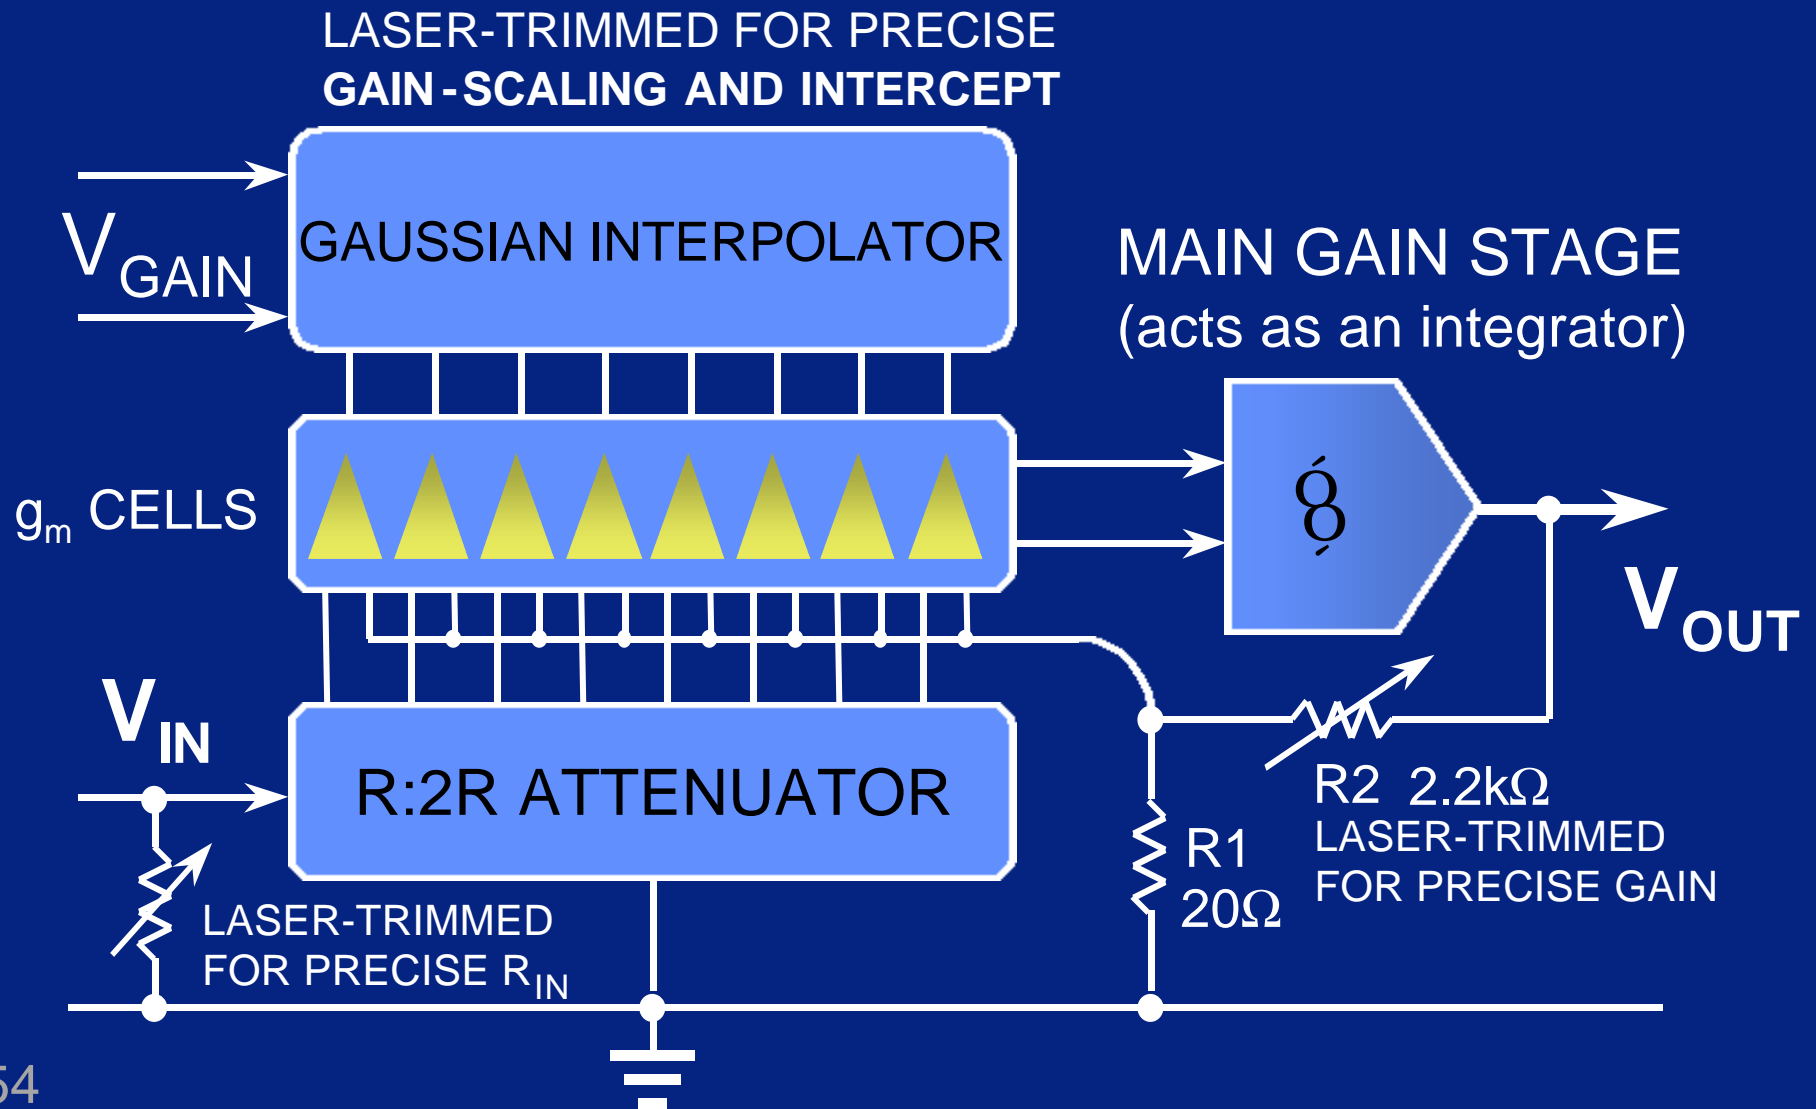 LASER-TRIMMED FOR PRECISE
GAIN-SCALING AND INTERCEPT
V GAIN
GAUSSIAN INTERPOLATOR
MAIN GAIN STAGE
(acts as an integrator)
gm CELLS
VOUT
VIN
R:2R ATTENUATOR
R2 2.2kΩ
LASER-TRIMMED
FOR PRECISE GAIN
R1
20Ω
LASER-TRIMMED
FOR PRECISE RIN
54